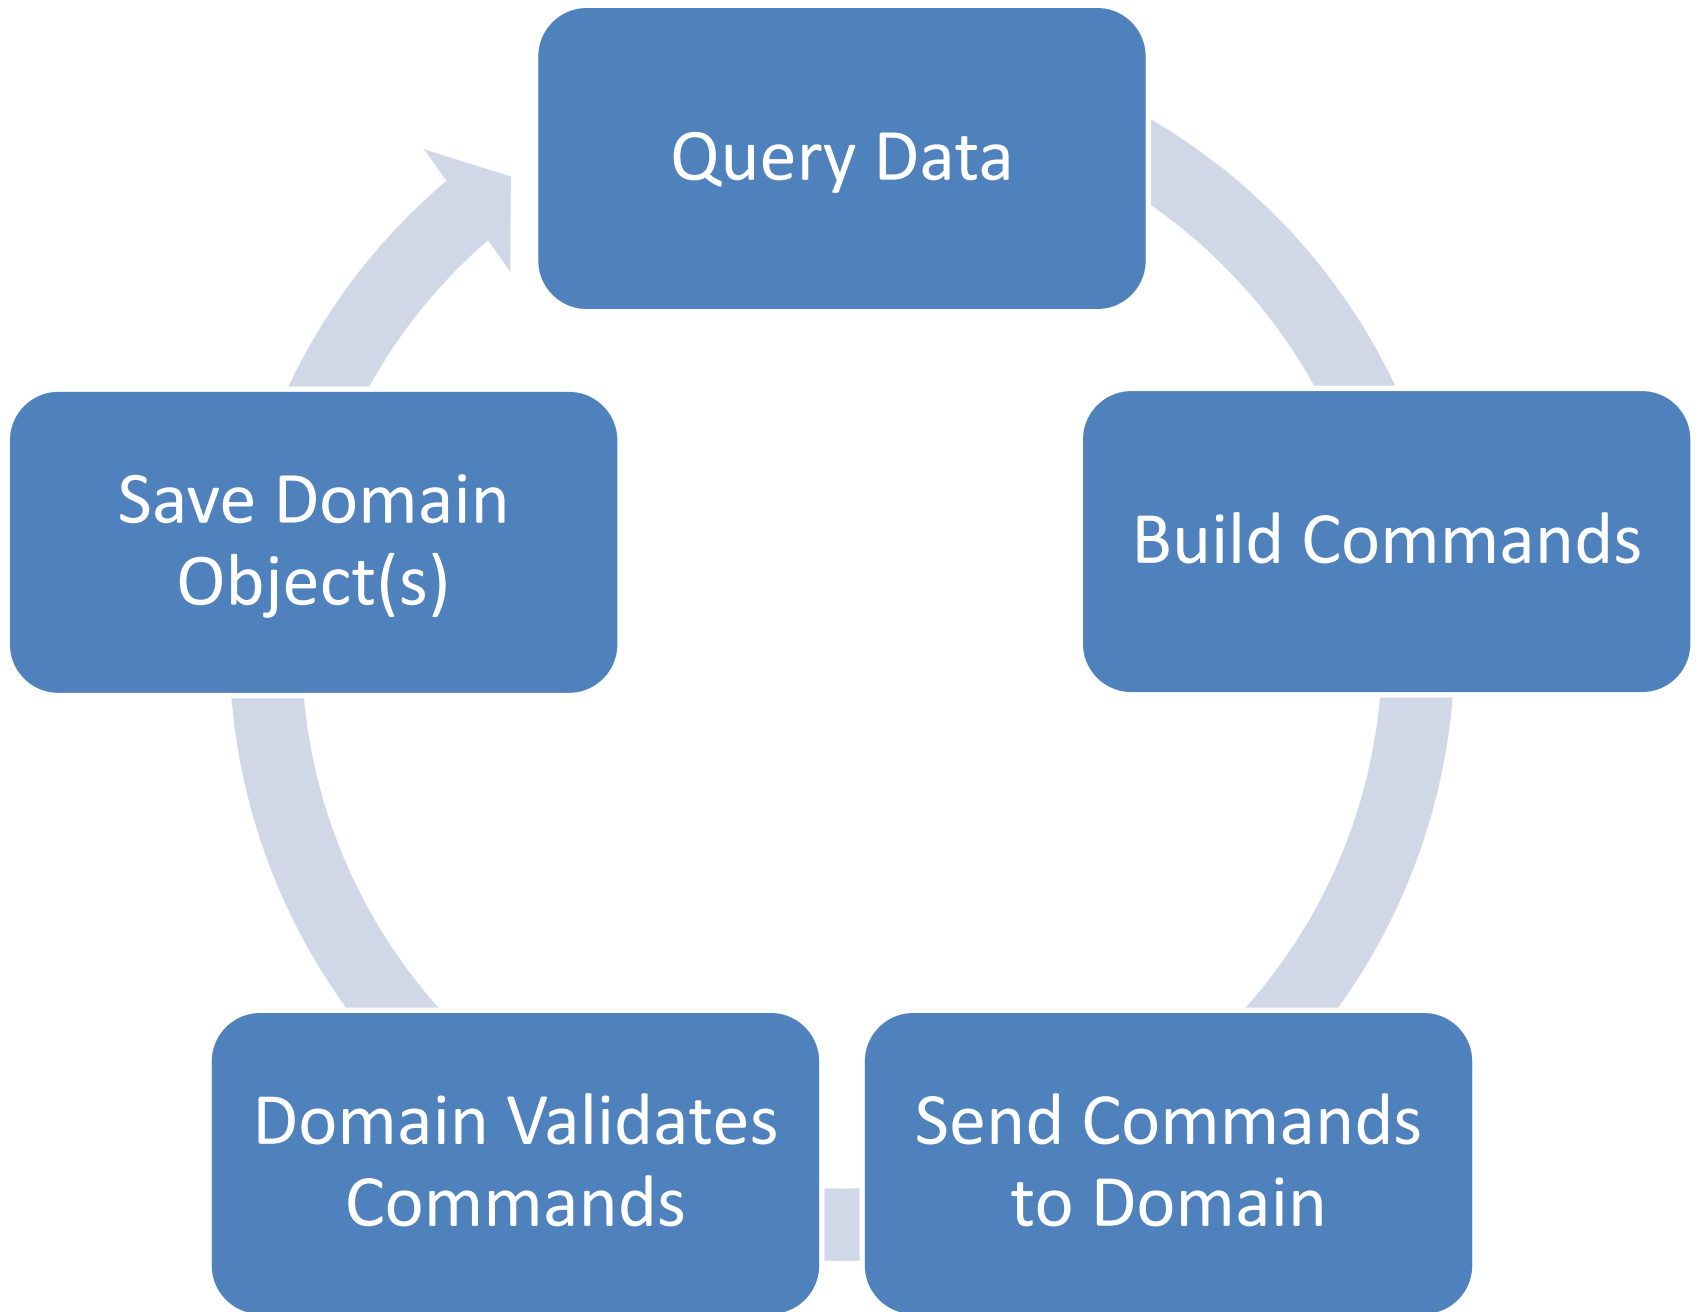 Query Data
Build Commands
Send Commands
to Domain
Domain Validates
Commands
Save Domain
Object(s)